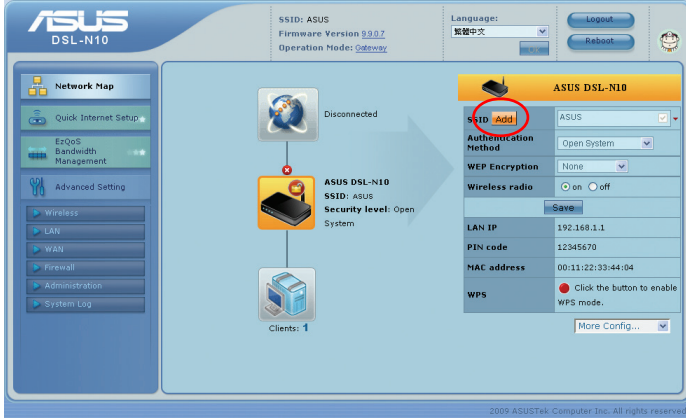 ASUS
DSL-N10
SSID: ASUS
Firmware Version 9.9.0.7
Operation Mode: Gateway
Language:
繁體中文
Logout
Reboot
Network Map
Quick Internet Setup
EzQoS
Bandwidth
Management
Advanced Setting
Wireless
LAN
WAN
Firewall
Administration
System Log
Disconnected
ASUS DSL-N10
SSID: ASUS
Security level: Open
System
Clients: 1
ASUS DSL-N10
SSID Add ASUS
Authentication
Method
Open System
WEP Encryption None
Wireless radio on off
Save
LAN IP 192.168.1.1
PIN code 12345670
MAC address 00:11:22:33:44:04
WPS Click the button to enable
WPS mode.
More Config...
2009 ASUSTek Computer Inc. All rights reserved